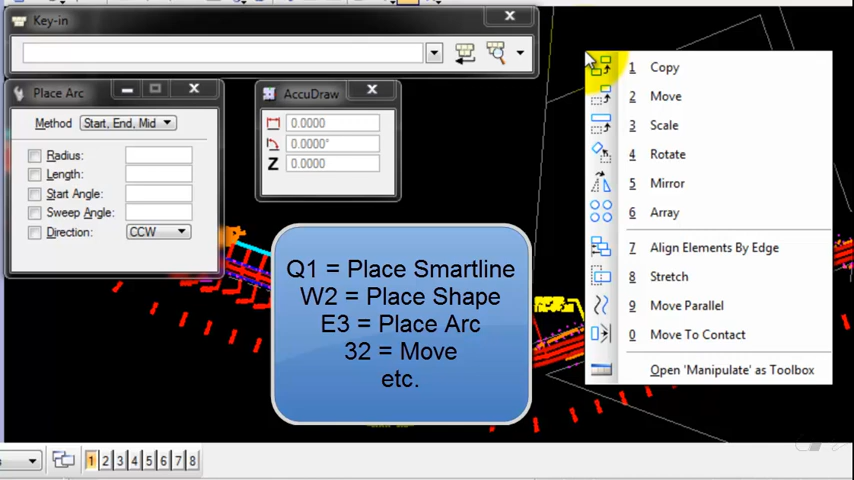 Key-in
Place Arc
Method Start, End, Mid
Radius:
Length:
Start Angle:
Sweep Angle:
Direction: CCW
AccuDraw
0.0000
0.0000°
Z 0.0000
Q1 = Place Smartline
W2 = Place Shape
E3 = Place Arc
32 = Move
etc.
1 Copy
2 Move
3 Scale
4 Rotate
5 Mirror
6 Array
7 Align Elements By Edge
8 Stretch
9 Move Parallel
0 Move To Contact
Open 'Manipulate' as Toolbox
1 2 3 4 5 6 7 8